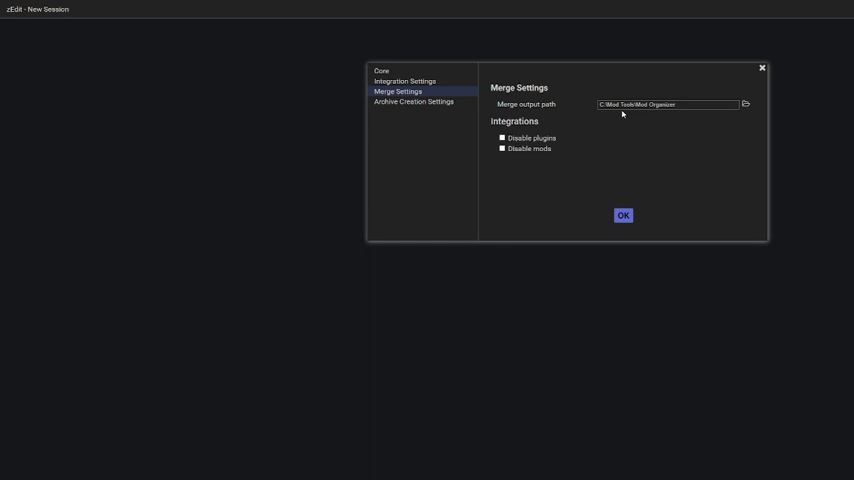 zEdit - New Session
Core
Integration Settings
Merge Settings
Archive Creation Settings
Merge Settings
Merge output path
C:\Mod Tools\Mod Organizer
Integrations
Disable plugins
Disable mods
OK